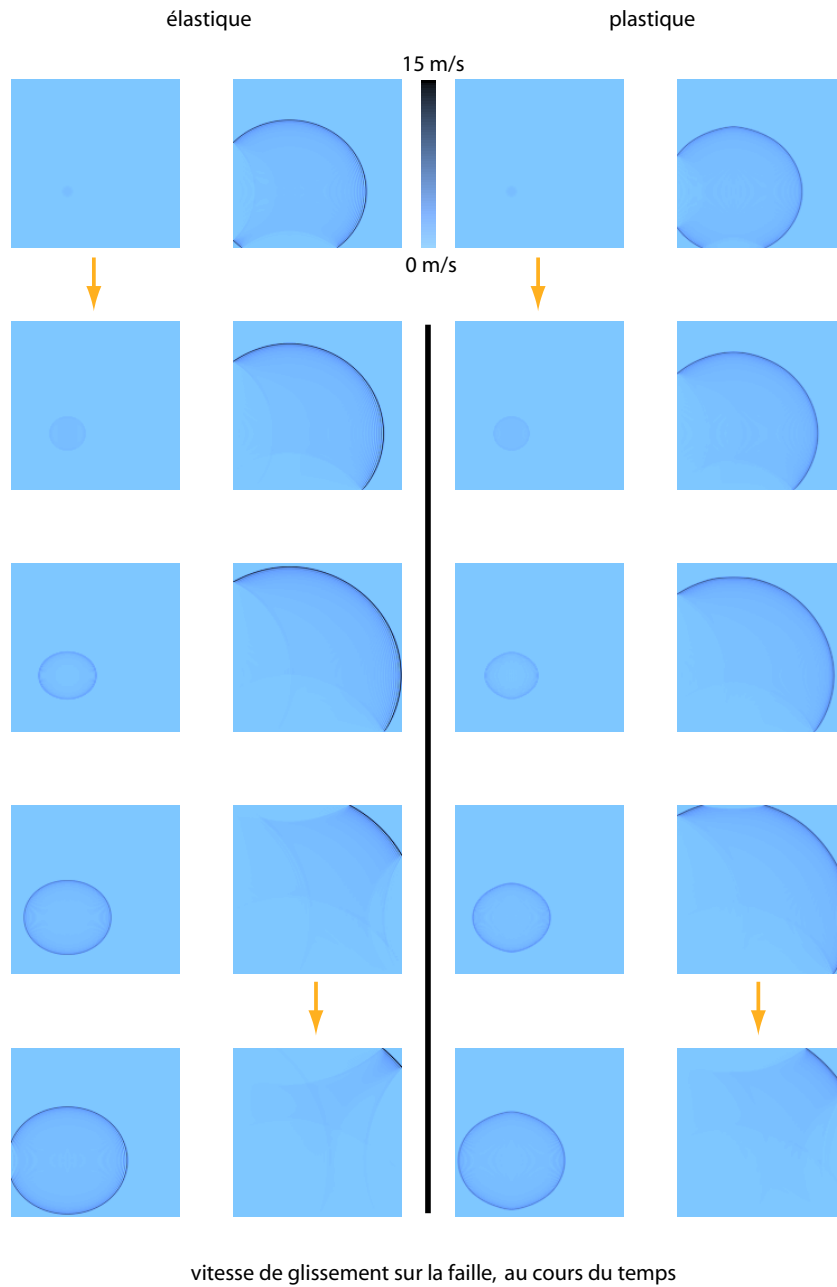 élastique
plastique
15 m/s
0 m/s
vitesse de glissement sur la faille, au cours du temps